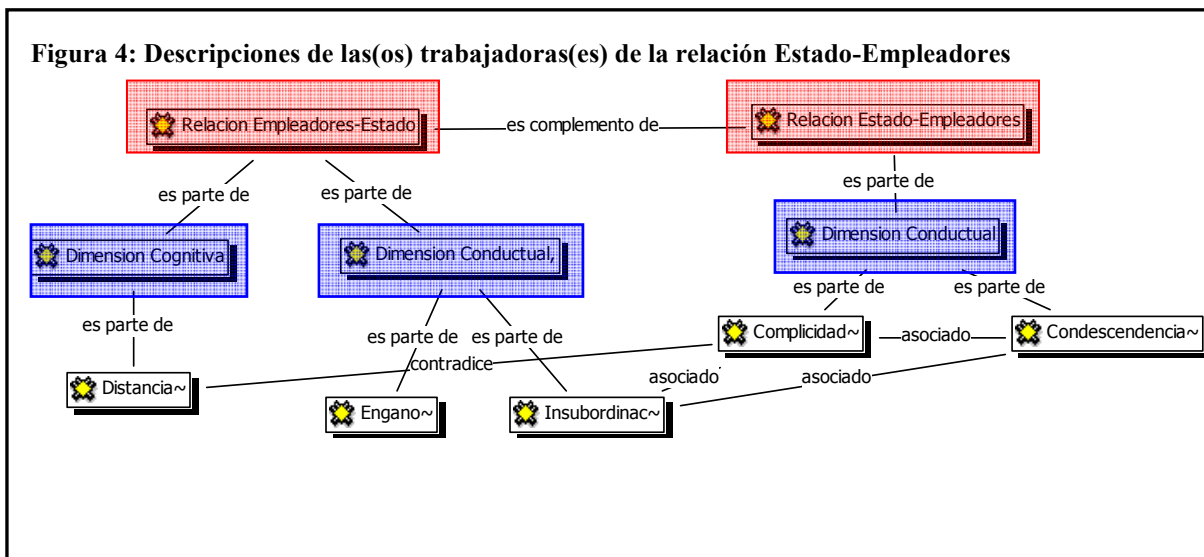 Figura 4: Descripciones de las(os) trabajadoras(es) de la relación Estado-Empleadores
Relacion Empleadores-Estado
es complemento de
Relacion Estado-Empleadores
es parte de
es parte de
es parte de
Dimension Cognitiva
Dimension Conductual,
Dimension Conductual
es parte de
es parte de
es parte de
es parte de
es parte de
Complicidad~
asociado
Condescendencia~
contradice
asociado
asociado
Distancia~
Engano~
Insubordinac~